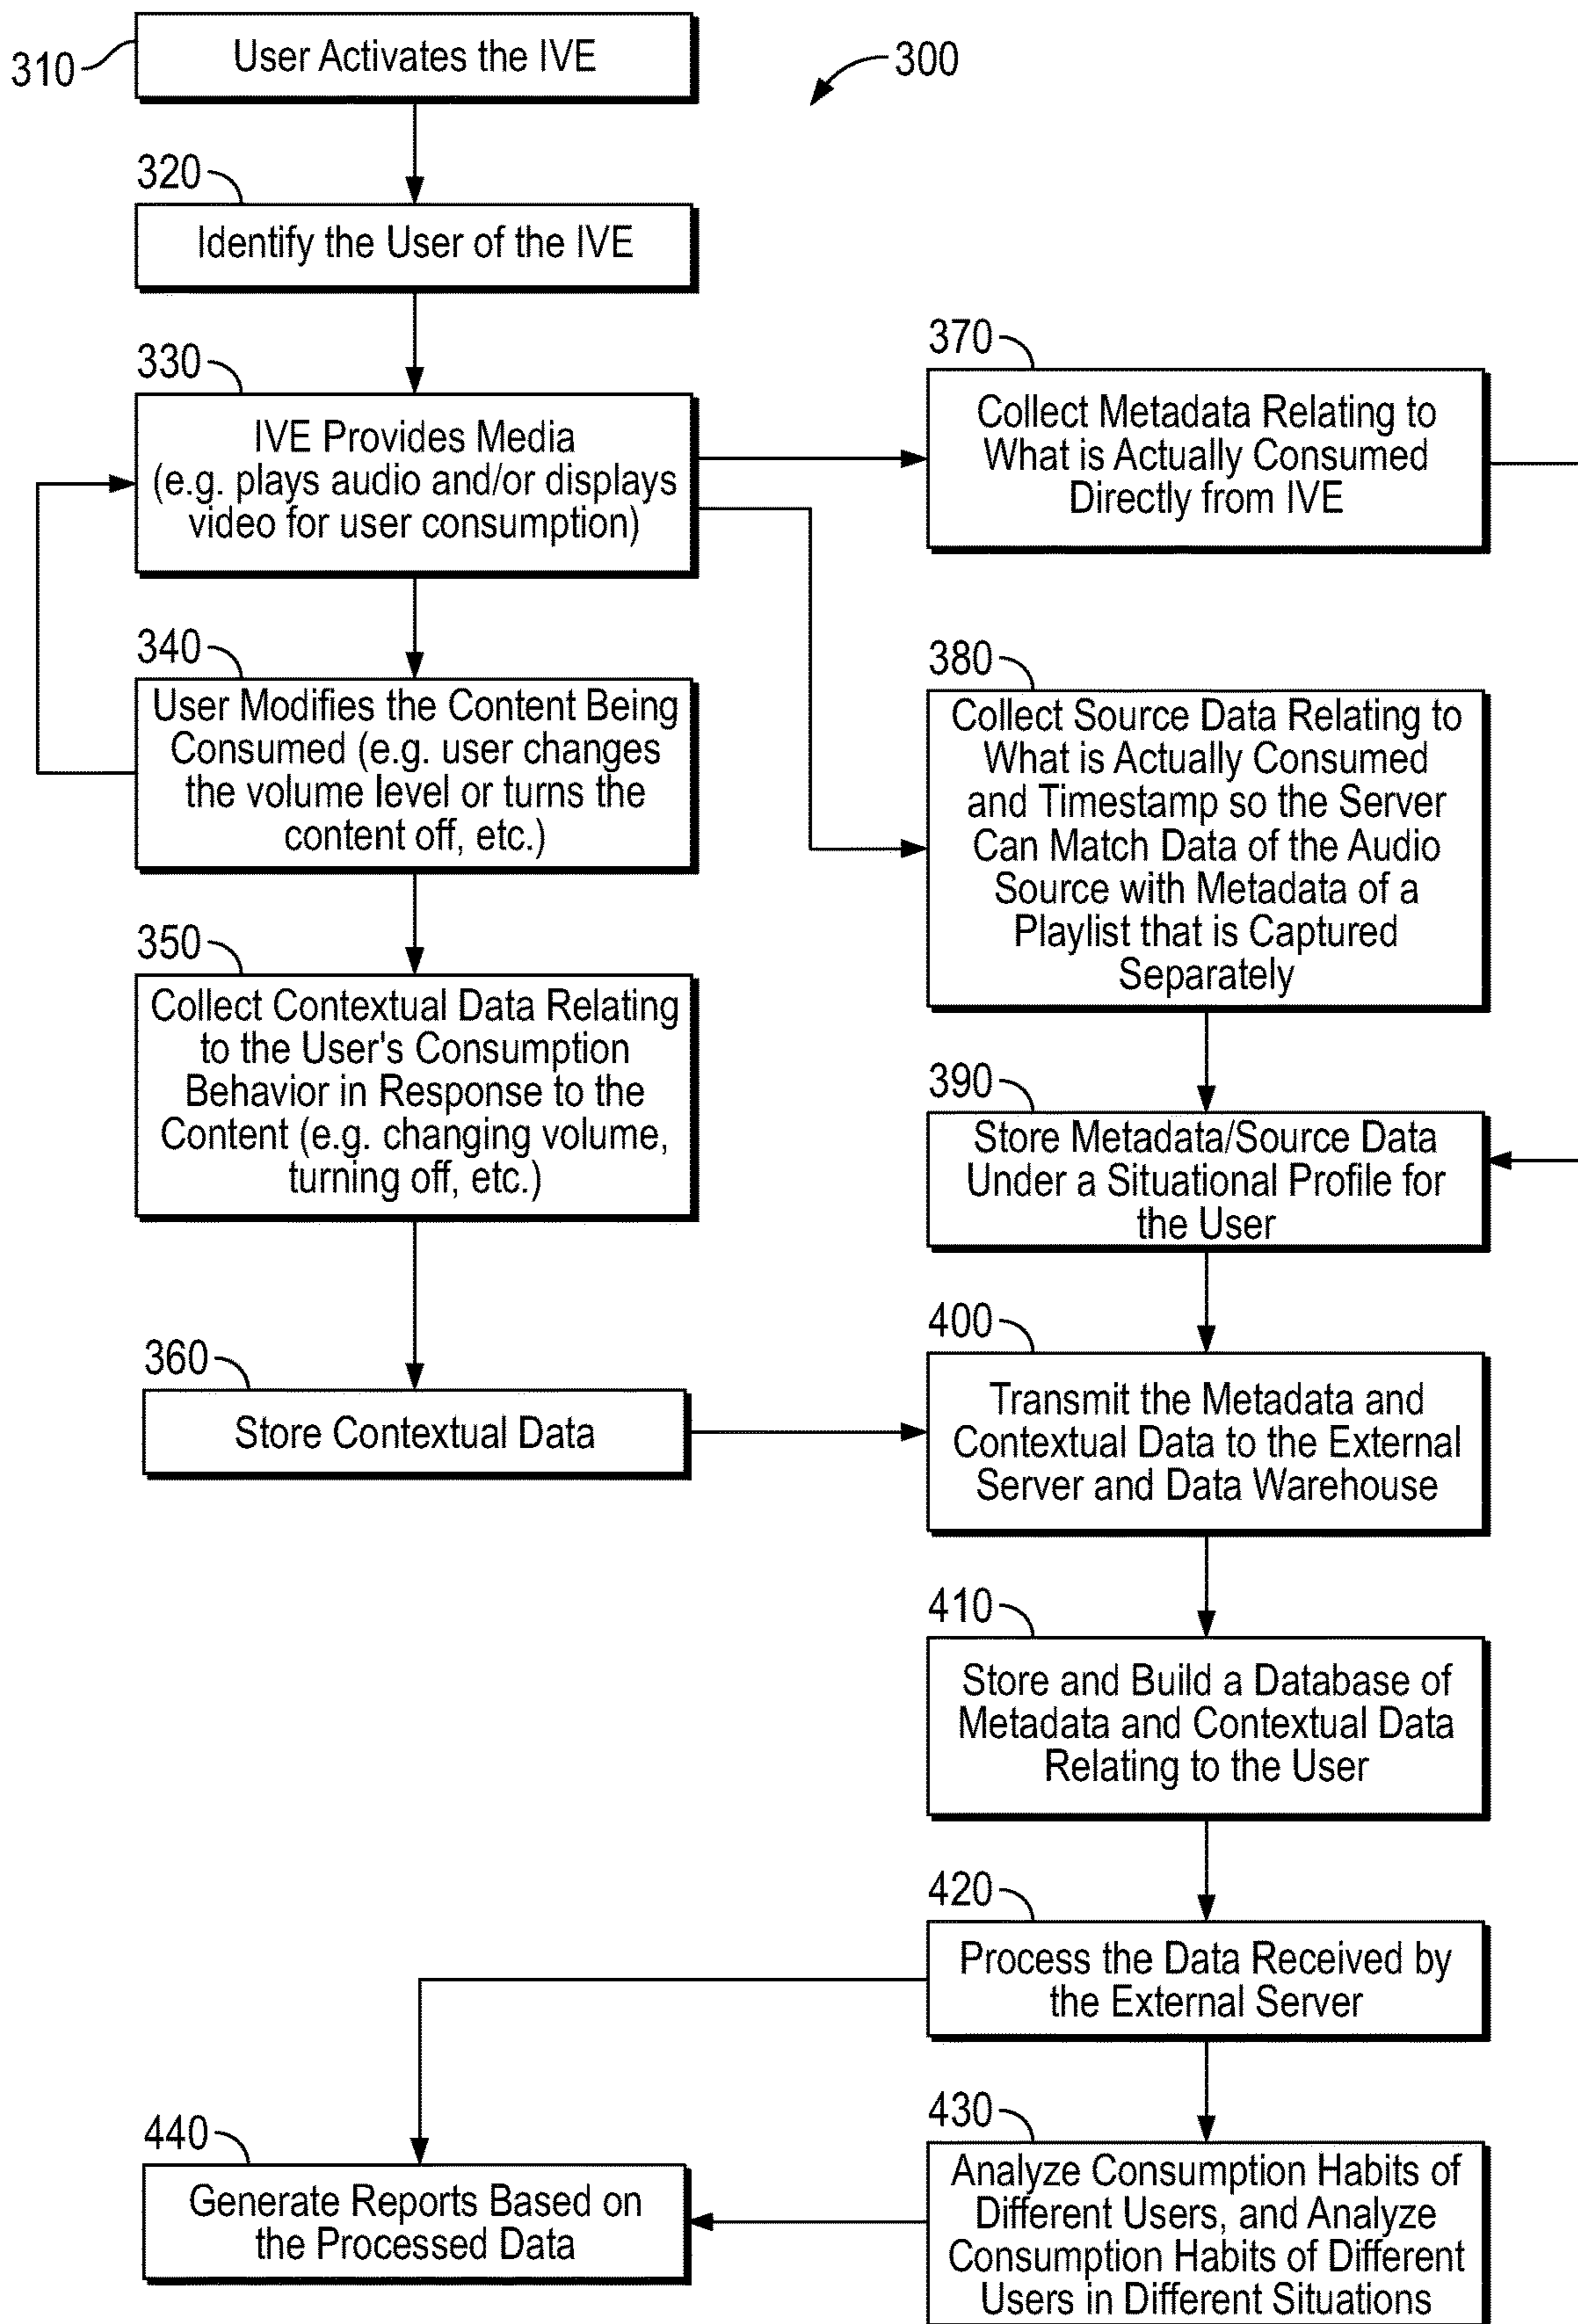 310
User Activates the IVE
300
320
Identify the User of the IVE
330
IVE Provides Media
(e.g. plays audio and/or displays
video for user consumption)
340
User Modifies the Content Being
Consumed (e.g. user changes
the volume level or turns the
content off, etc.)
350
Collect Contextual Data Relating
to the User's Consumption
Behavior in Response to the
Content (e.g. changing volume,
turning off, etc.)
360
Store Contextual Data
370
Collect Metadata Relating to
What is Actually Consumed
Directly from IVE
380
Collect Source Data Relating to
What is Actually Consumed
and Timestamp so the Server
Can Match Data of the Audio
Source with Metadata of a
Playlist that is Captured
Separately
390
Store Metadata/Source Data
Under a Situational Profile for
the User
400
Transmit the Metadata and
Contextual Data to the External
Server and Data Warehouse
410
Store and Build a Database of
Metadata and Contextual Data
Relating to the User
420
Process the Data Received by
the External Server
430
Analyze Consumption Habits of
Different Users, and Analyze
Consumption Habits of Different
Users in Different Situations
440
Generate Reports Based on
the Processed Data